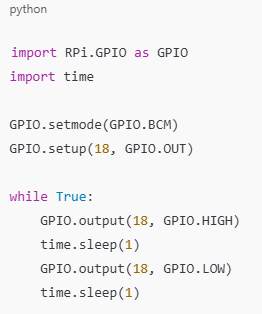 python
import RPi.GPIO as GPIO
import time
GPIO.setmode(GPIO.BCM)
GPIO.setup(18, GPIO.OUT)
while True:
    GPIO.output(18, GPIO.HIGH)
    time.sleep(1)
    GPIO.output(18, GPIO.LOW)
    time.sleep(1)